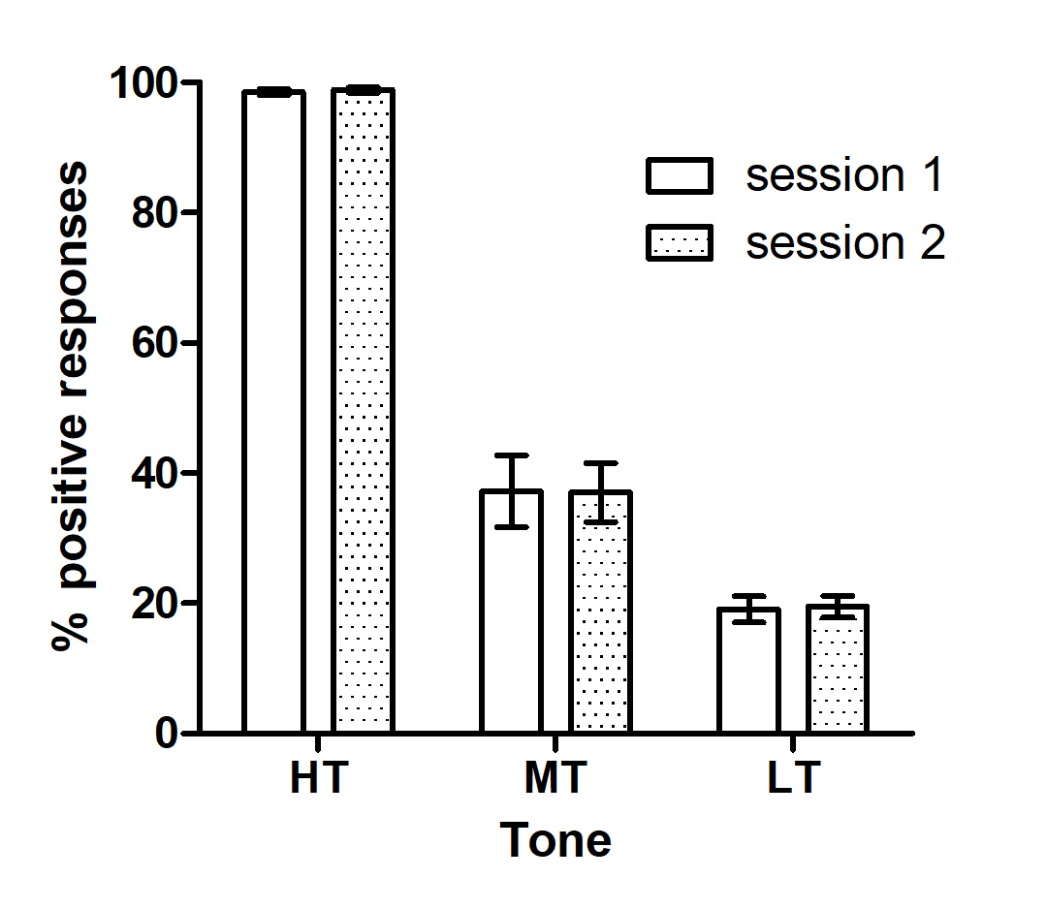 % positive responses
100
80
60
40
20
0
session 1
session 2
HT MT LT
Tone